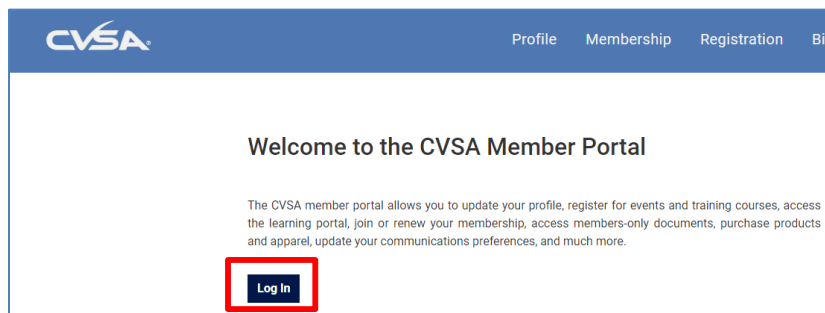 CVSA
Profile Membership Registration
Welcome to the CVSA Member Portal
The CVSA member portal allows you to update your profile, register for events and training courses, access
the learning portal, join or renew your membership, access members-only documents, purchase products
and apparel, update your communications preferences, and much more.
Log In